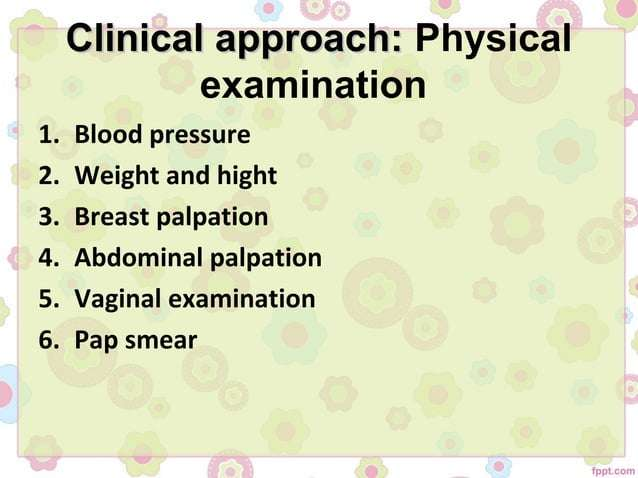 Clinical approach: Physical
examination
1. Blood pressure
2. Weight and hight
3. Breast palpation
4. Abdominal palpation
5. Vaginal examination
6. Pap smear
fppt.com